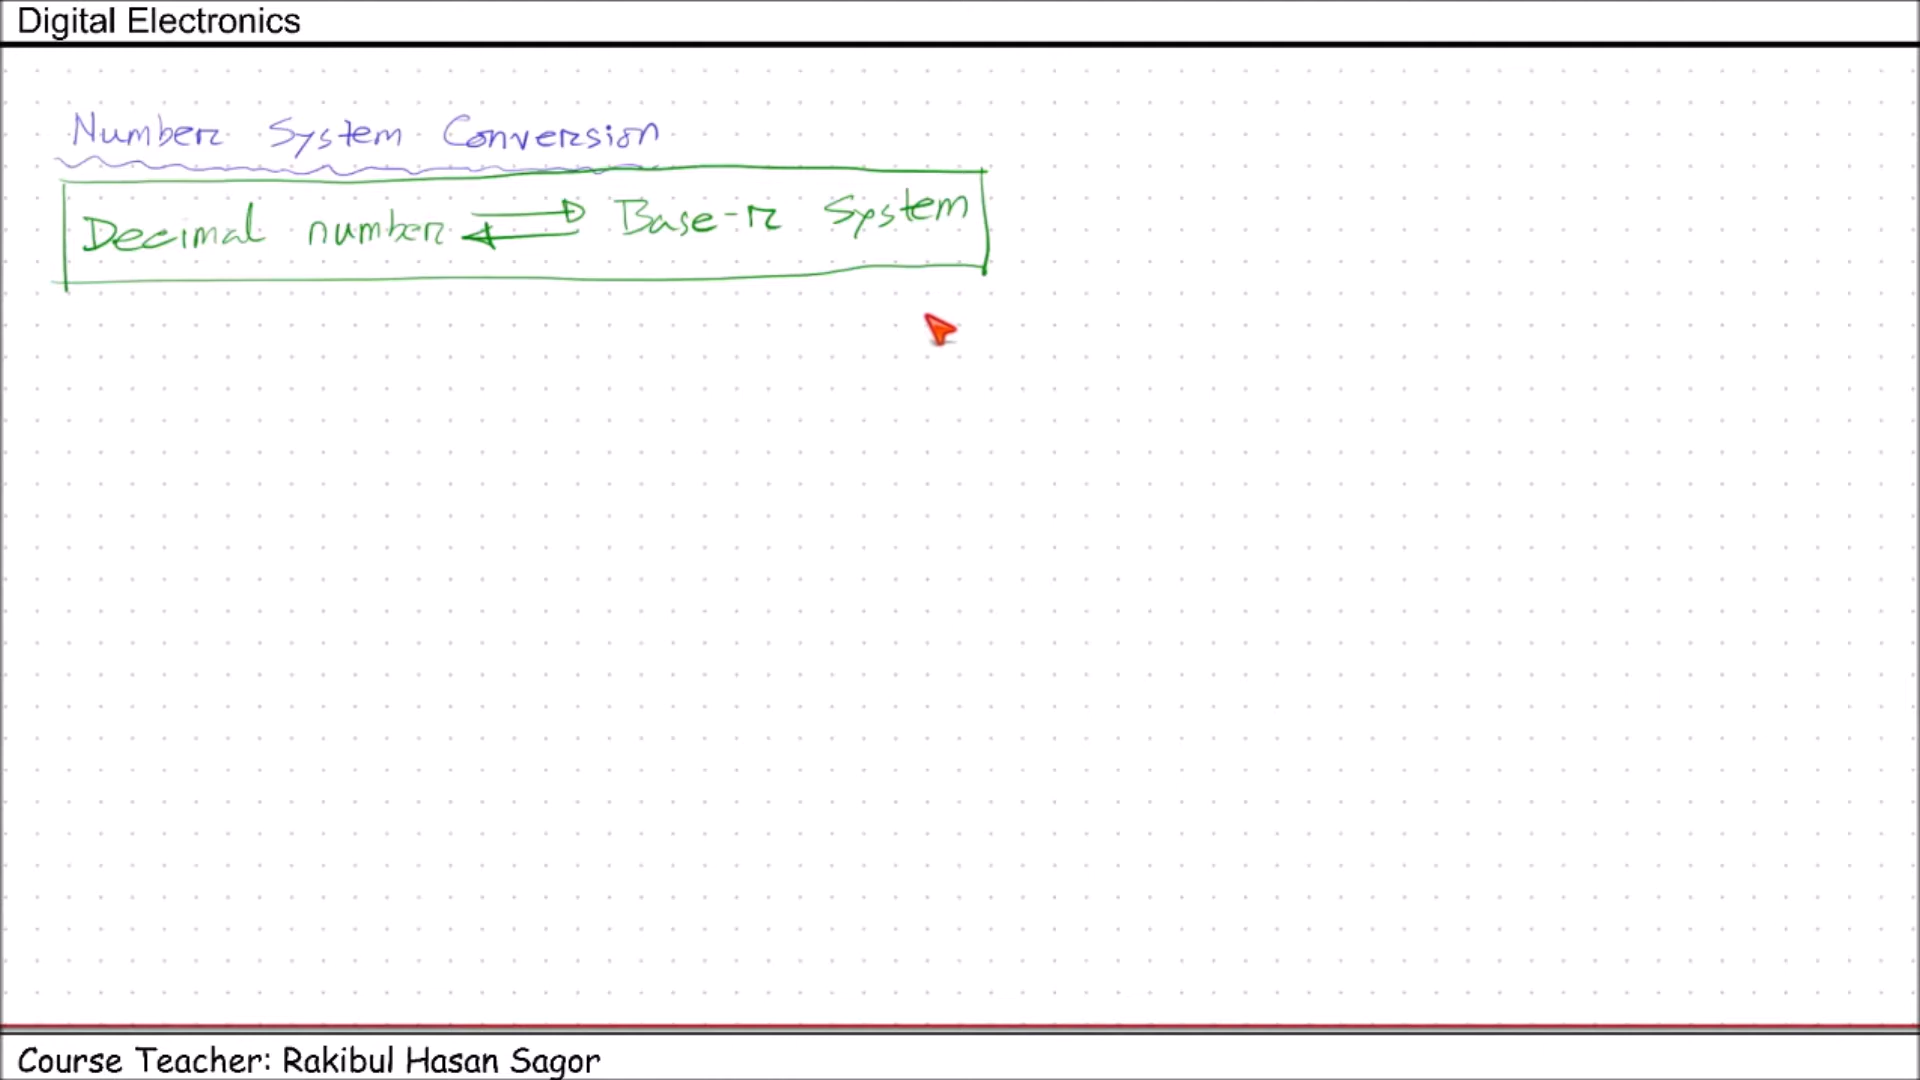 Digital Electronics
Number System Conversion
Decimal number ⇄ Base-r System
Course Teacher: Rakibul Hasan Sagor